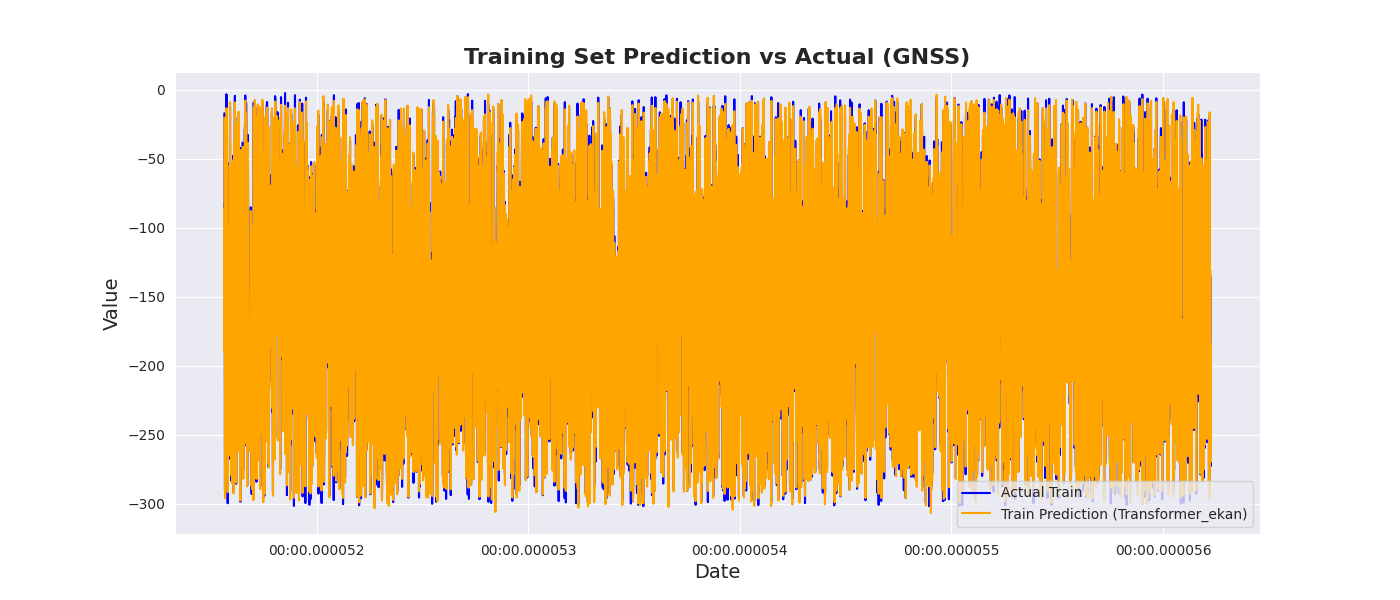 Training Set Prediction vs Actual (GNSS)
Value
0
−50
−100
−150
−200
−250
−300
Actual Train
Train Prediction (Transformer_ekan)
00:00.000052 00:00.000053 00:00.000054 00:00.000055 00:00.000056
Date